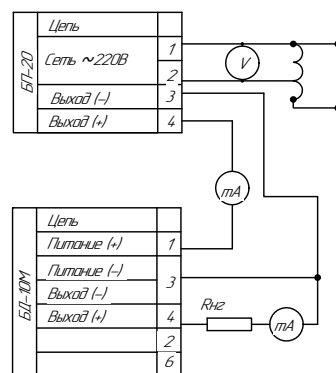 БП-20
Цепь
Сеть ~220В
1
2
Выход (–)
3
Выход (+)
4
V
mA
БД-10М
Цепь
Питание (+)
1
Питание (–)
3
Выход (–)
Выход (+)
4
2
6
Rнг
mA